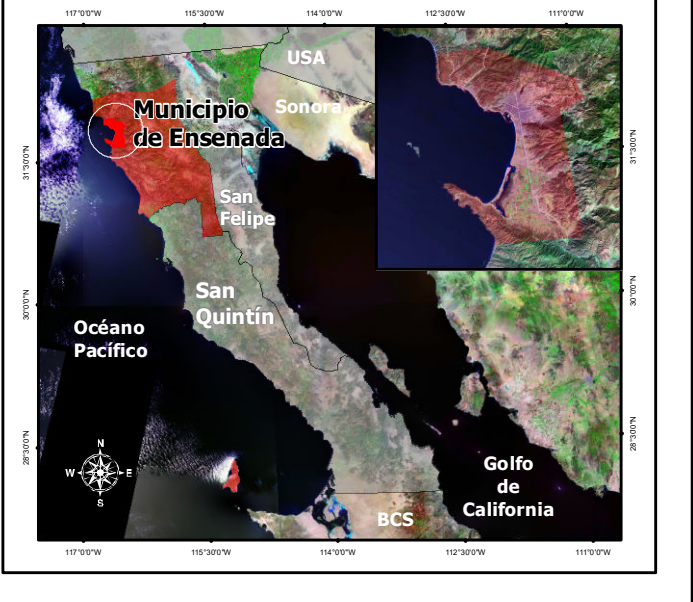 117°0'0"W 115°30'0"W 114°0'0"W 112°30'0"W 111°0'0"W
USA
Sonora
Municipio
de Ensenada
31°30'0"N
31°30'0"N
San
Felipe
San
Quintín
30°0'0"N
30°0'0"N
Océano
Pacífico
28°30'0"N
28°30'0"N
N
W E
S
Golfo
de
California
BCS
117°0'0"W 115°30'0"W 114°0'0"W 112°30'0"W 111°0'0"W